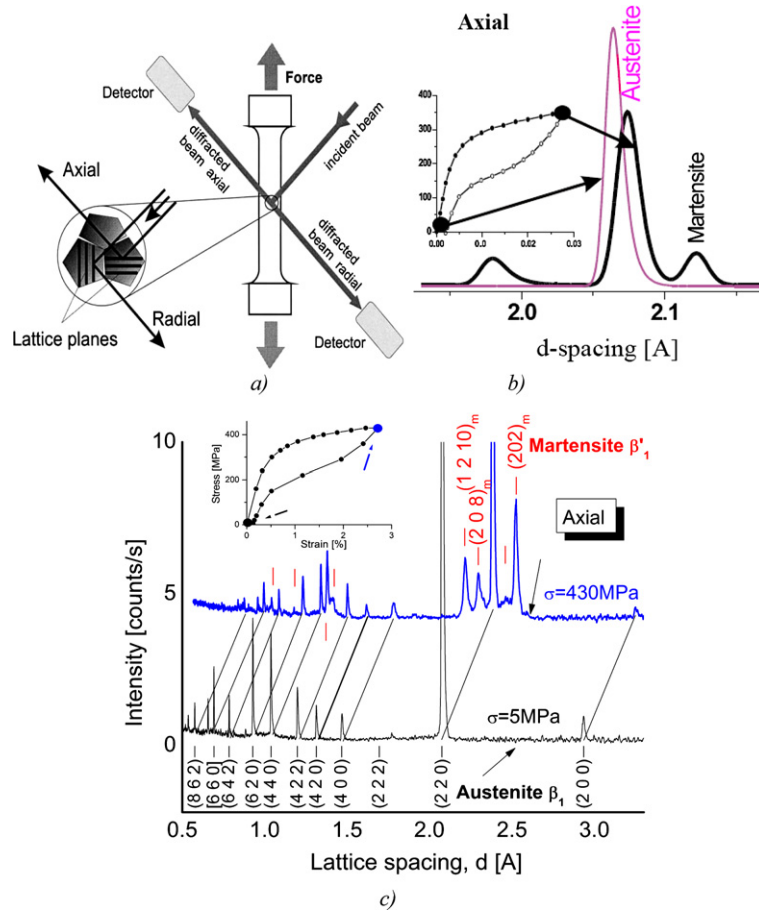 a)
Detector
Force
diffracted
beam axial
incident beam
Axial
diffracted
beam radial
Lattice planes
Radial
Detector
b)
Axial
Austenite
Martensite
400
300
200
100
0
0.00
0.0
0.00
0.0
0.02
0.03
2.0
2.1
d-spacing [A]
c)
10
5
0
Intensity [counts/s]
400
200
0
Stress [MPa]
0
1
2
3
Strain [%]
(1 2 10)m
(2 0 8)m
(202)m
Martensite β'1
Axial
σ=430MPa
σ=5MPa
Austenite β1
(8 6 2)
[6 6 0]
(6 4 2)
(6 2 0)
(4 4 0)
(4 2 2)
(4 2 0)
(4 0 0)
(2 2 2)
(2 2 0)
(2 0 0)
0.5
1.0
1.5
2.0
2.5
3.0
Lattice spacing, d [A]